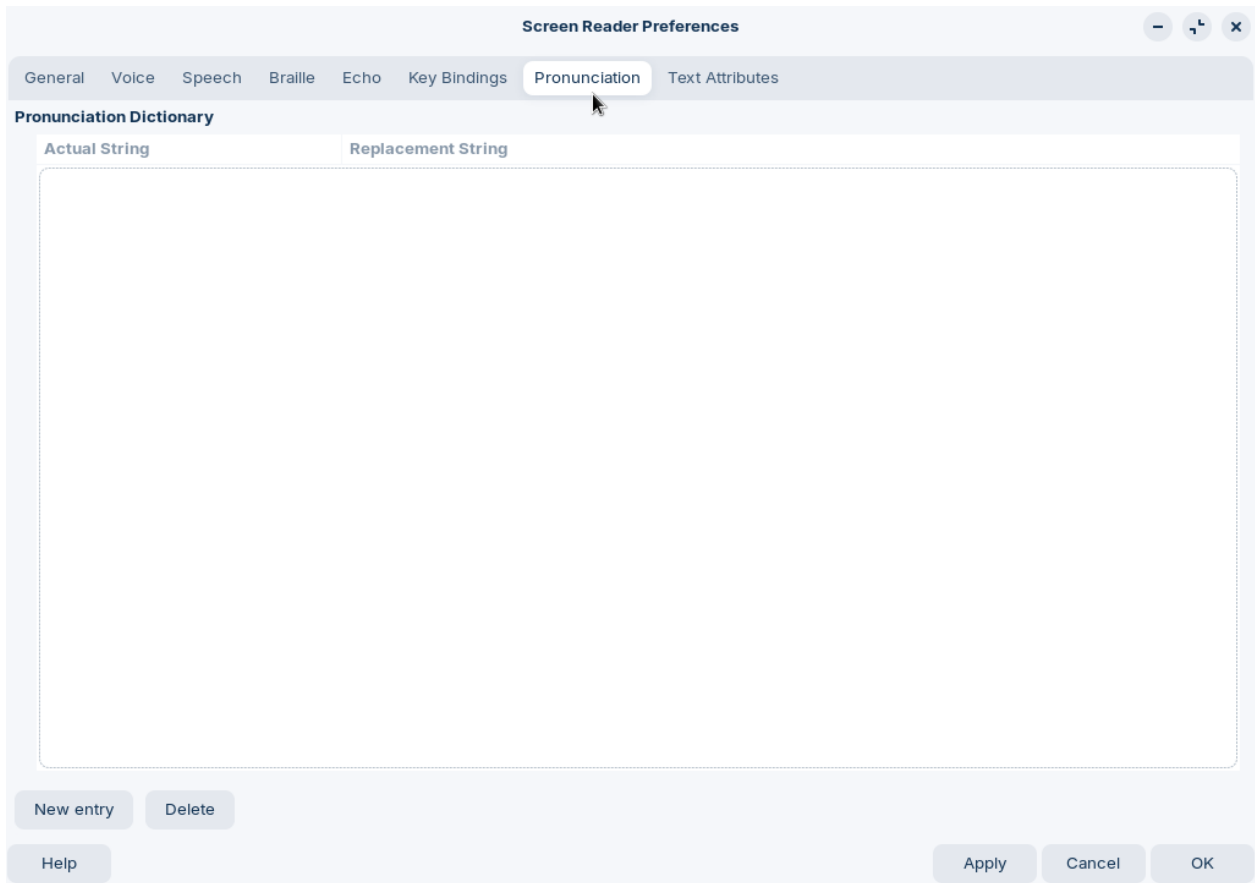 Screen Reader Preferences
General Voice Speech Braille Echo Key Bindings Pronunciation Text Attributes
Pronunciation Dictionary
Actual String Replacement String
New entry Delete
Help Apply Cancel OK